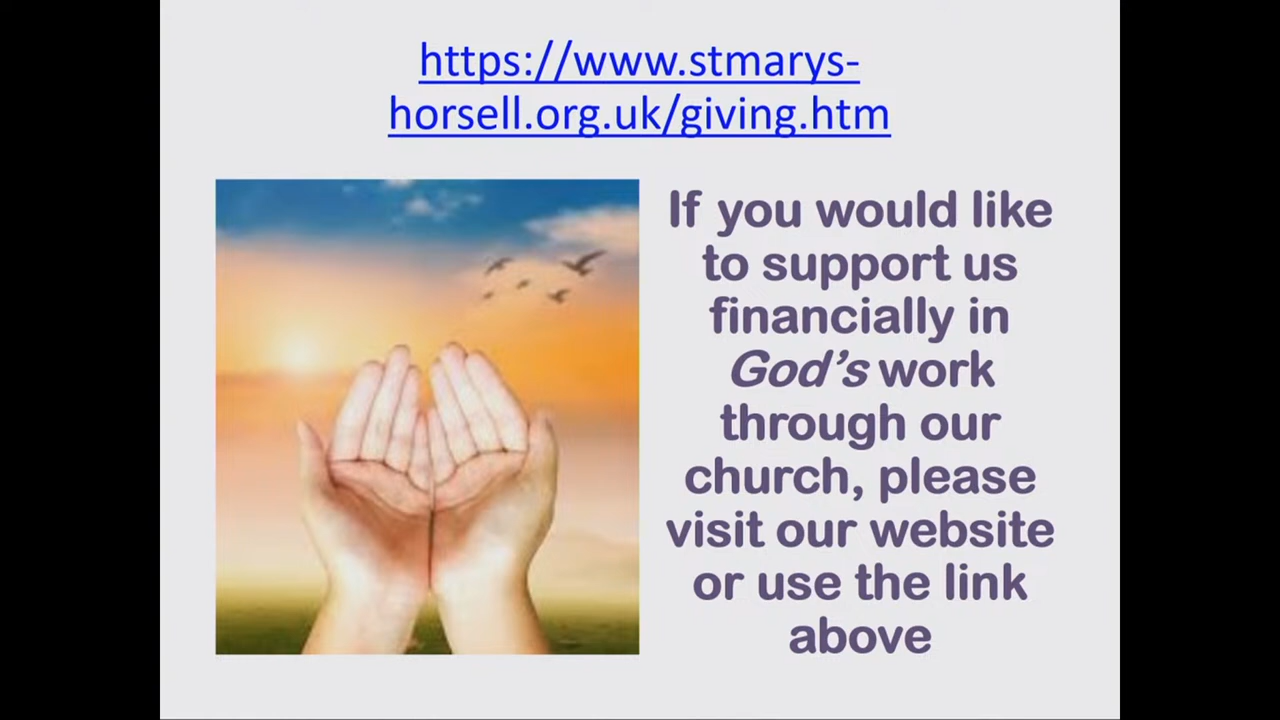 https://www.stmarys-
horsell.org.uk/giving.htm
If you would like
to support us
financially in
God’s work
through our
church, please
visit our website
or use the link
above